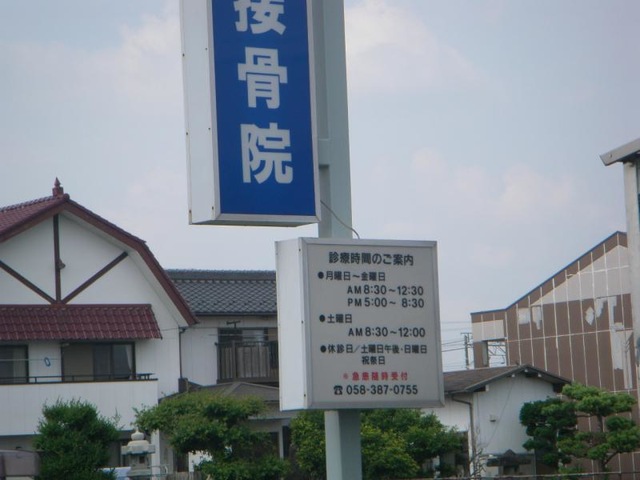 接骨院
診療時間のご案内
●月曜日～金曜日
AM 8:30～12:30
PM 5:00～ 8:30
●土曜日
AM 8:30～12:00
●休診日／土曜日午後・日曜日
祝祭日
※急患随時受付
☎058-387-0755